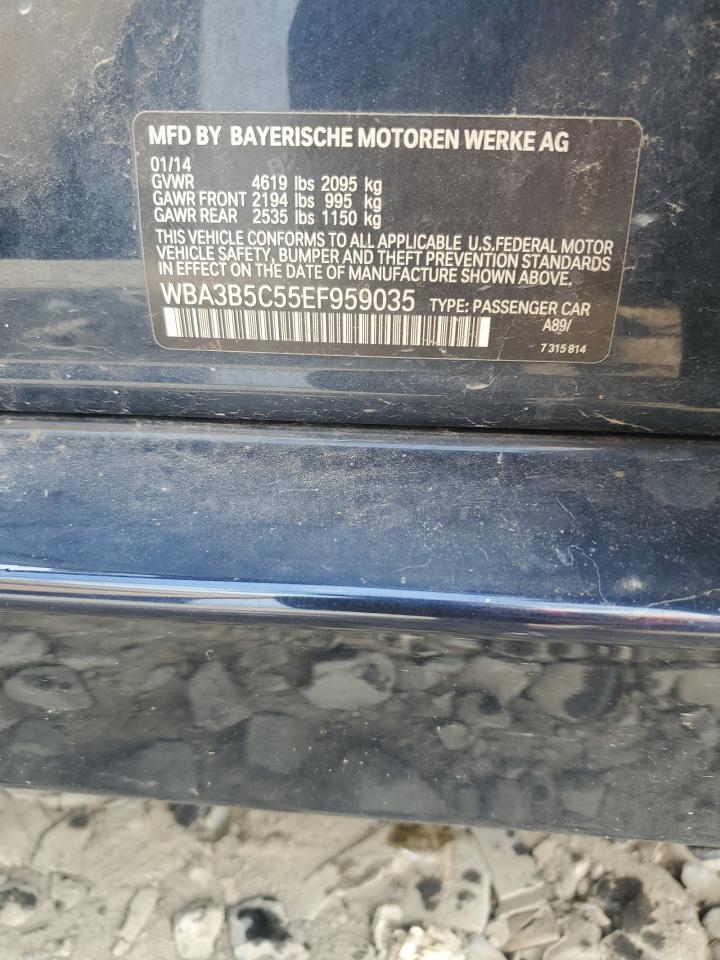 MFD BY BAYERISCHE MOTOREN WERKE AG
01/14
GVWR 4619 lbs 2095 kg
GAWR FRONT 2194 lbs 995 kg
GAWR REAR 2535 lbs 1150 kg
THIS VEHICLE CONFORMS TO ALL APPLICABLE U.S.FEDERAL MOTOR
VEHICLE SAFETY, BUMPER AND THEFT PREVENTION STANDARDS
IN EFFECT ON THE DATE OF MANUFACTURE SHOWN ABOVE.
WBA3B5C55EF959035 TYPE: PASSENGER CAR
A89/
7 315 814